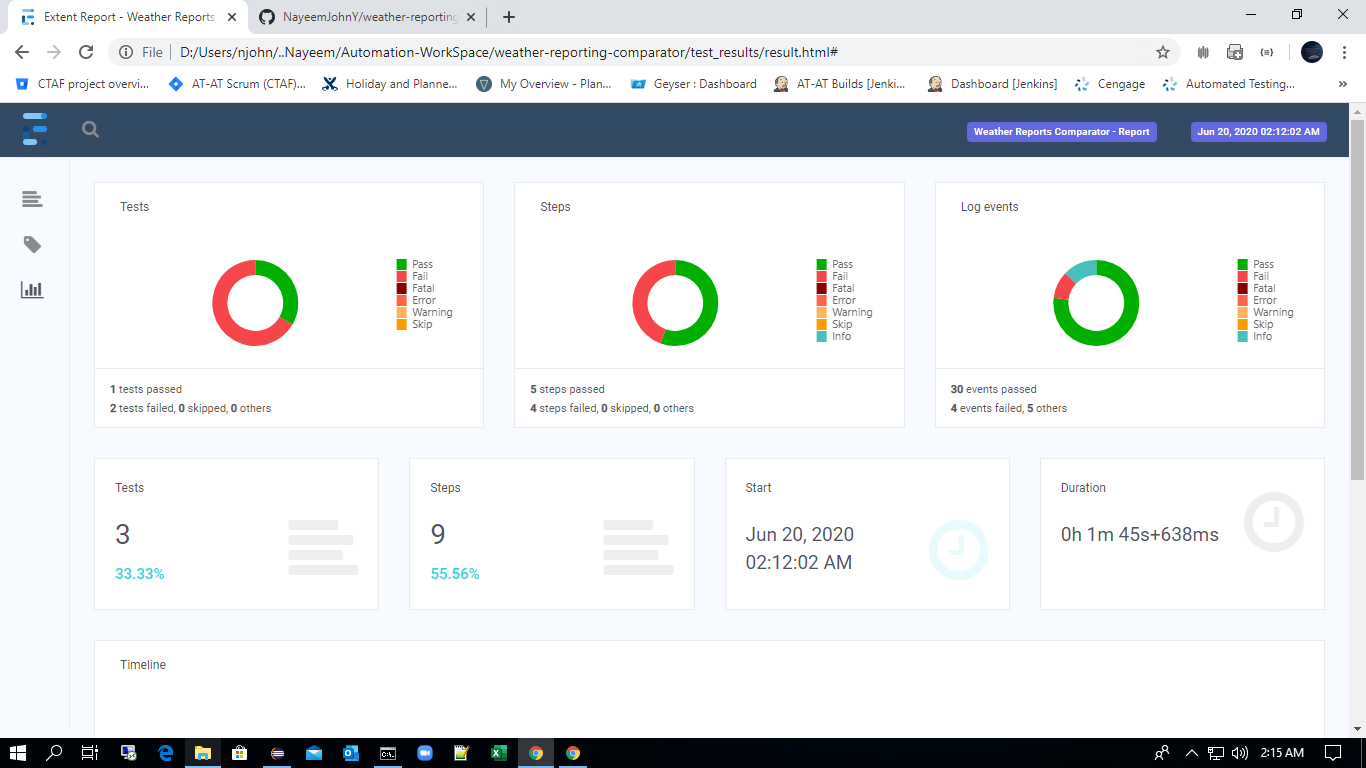 Extent Report - Weather Reports
NayeemJohnY/weather-reporting
File
D:/Users/njohn/..Nayeem/Automation-WorkSpace/weather-reporting-comparator/test_results/result.html#
CTAF project overvi...
AT-AT Scrum (CTAF)...
Holiday and Planne...
My Overview - Plan...
Geyser : Dashboard
AT-AT Builds [Jenki...
Dashboard [Jenkins]
Cengage
Automated Testing...
Weather Reports Comparator - Report
Jun 20, 2020 02:12:02 AM
Tests
Pass
Fail
Fatal
Error
Warning
Skip
1 tests passed
2 tests failed, 0 skipped, 0 others
Steps
Pass
Fail
Fatal
Error
Warning
Skip
Info
5 steps passed
4 steps failed, 0 skipped, 0 others
Log events
Pass
Fail
Fatal
Error
Warning
Skip
Info
30 events passed
4 events failed, 5 others
Tests
3
33.33%
Steps
9
55.56%
Start
Jun 20, 2020
02:12:02 AM
Duration
0h 1m 45s+638ms
Timeline
2:15 AM